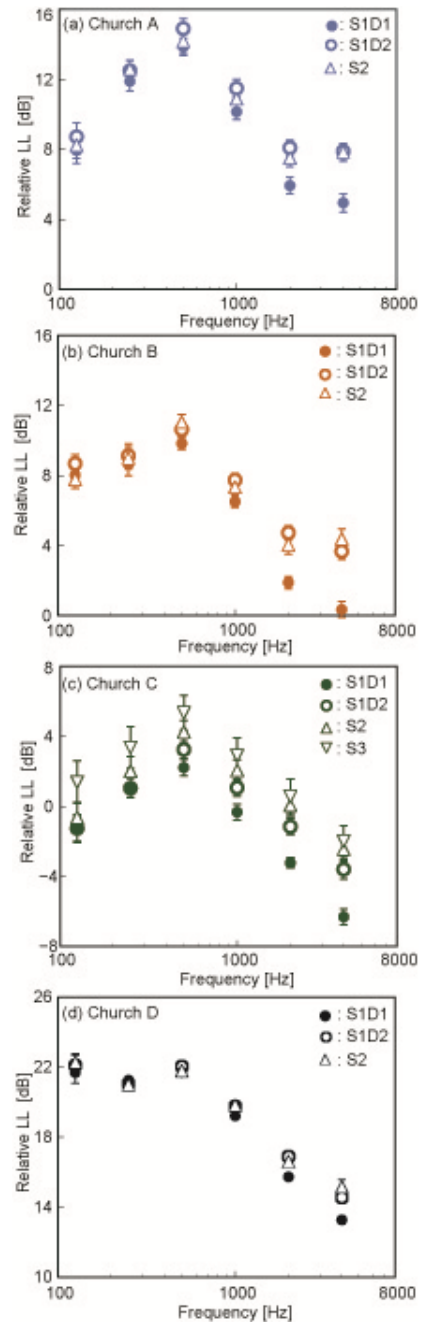 (a) Church A
: S1D1
: S1D2
: S2
Relative LL [dB]
16
12
8
4
0
100
1000
8000
Frequency [Hz]
(b) Church B
: S1D1
: S1D2
: S2
Relative LL [dB]
16
12
8
4
0
100
1000
8000
Frequency [Hz]
(c) Church C
: S1D1
: S1D2
: S2
: S3
Relative LL [dB]
8
4
0
-4
-8
100
1000
8000
Frequency [Hz]
(d) Church D
: S1D1
: S1D2
: S2
Relative LL [dB]
26
22
18
14
10
100
1000
8000
Frequency [Hz]